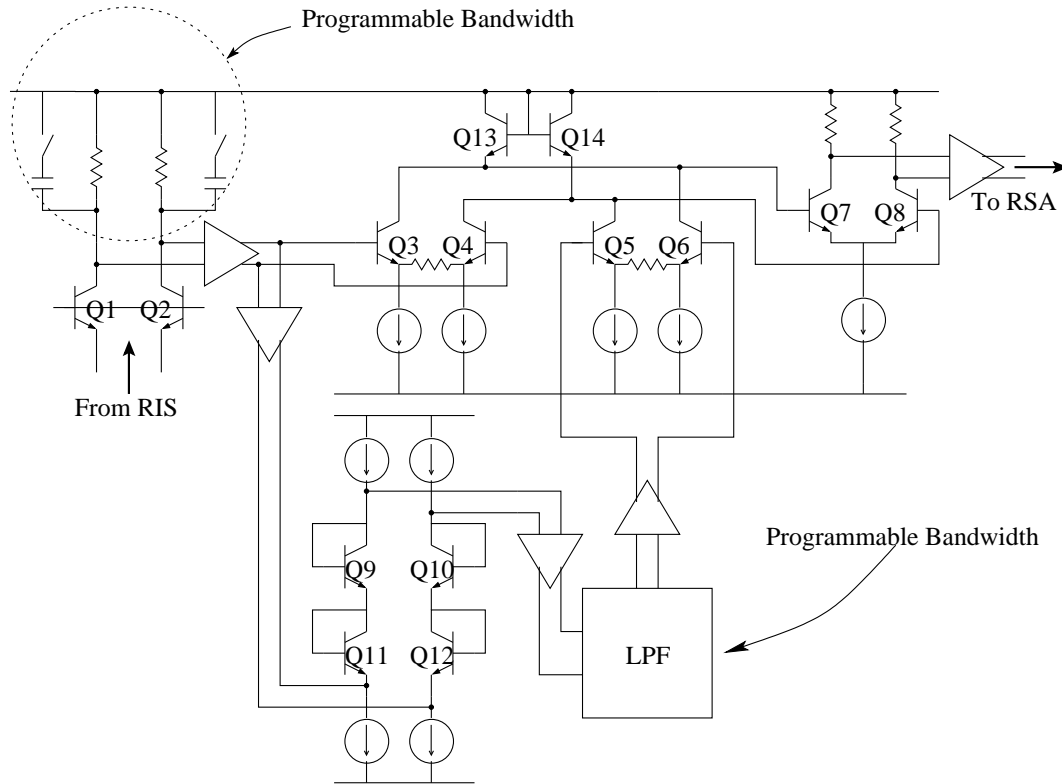 Programmable Bandwidth
Q13 Q14
Q3 Q4 Q5 Q6 Q7 Q8
To RSA
Q1 Q2
From RIS
Programmable Bandwidth
Q9 Q10
Q11 Q12
LPF